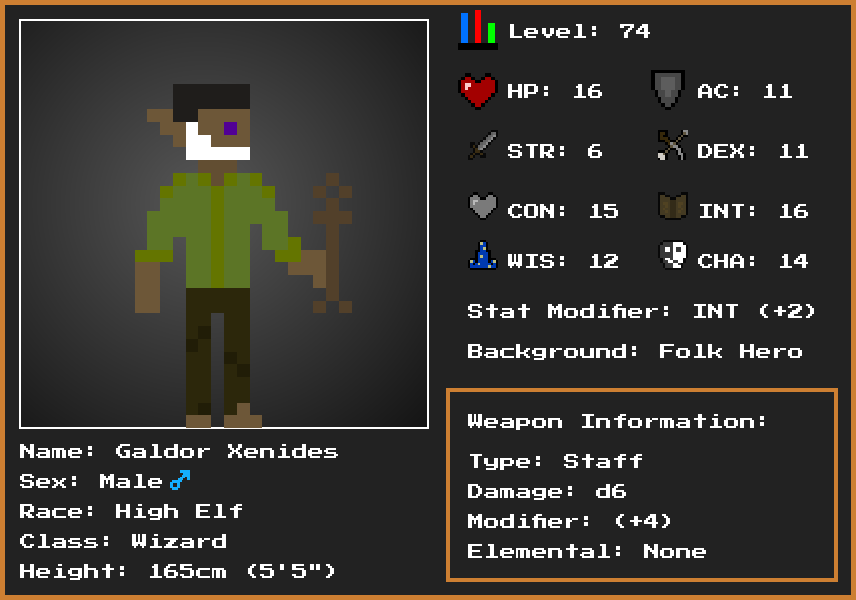 Level: 74
HP: 16 AC: 11
STR: 6 DEX: 11
CON: 15 INT: 16
WIS: 12 CHA: 14
Stat Modifier: INT (+2)
Background: Folk Hero
Weapon Information:
Type: Staff
Damage: d6
Modifier: (+4)
Elemental: None
Name: Galdor Xenides
Sex: Male♂
Race: High Elf
Class: Wizard
Height: 165cm (5'5")